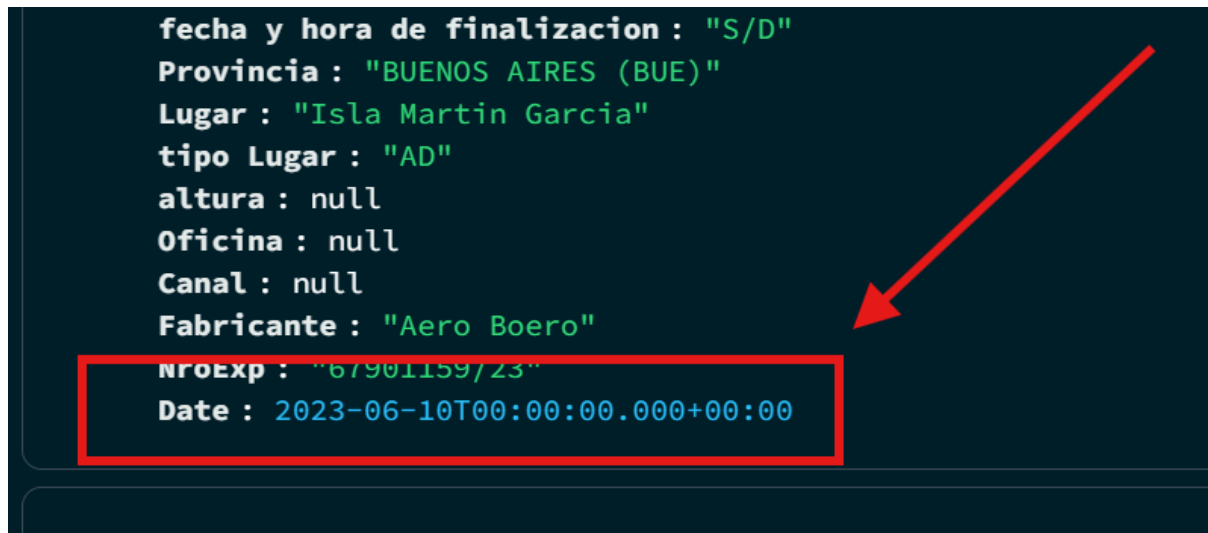 fecha y hora de finalizacion : "S/D"
Provincia : "BUENOS AIRES (BUE)"
Lugar : "Isla Martin Garcia"
tipo Lugar : "AD"
altura : null
Oficina : null
Canal : null
Fabricante : "Aero Boero"
NroExp : "67901159/23"
Date : 2023-06-10T00:00:00.000+00:00